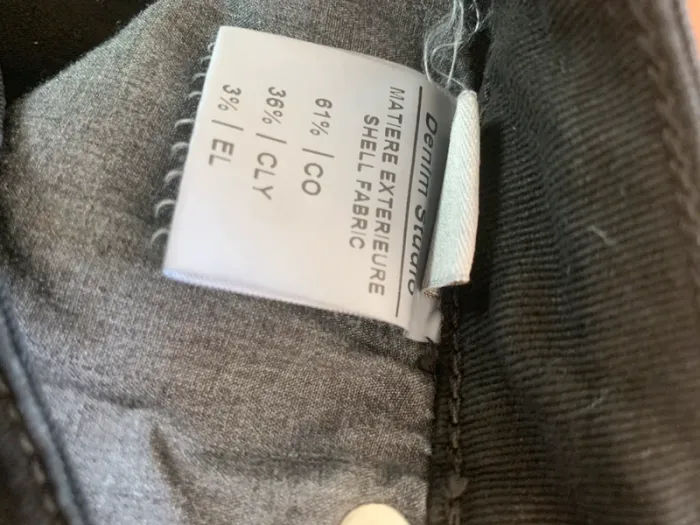 Denim Studio
MATIERE EXTERIEURE
SHELL FABRIC
61% | CO
36% | CLY
3% | EL